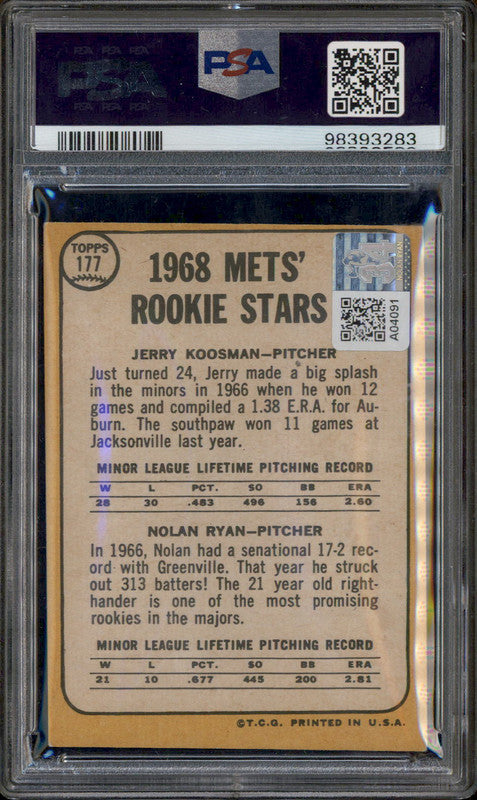 PSA
98393283
TOPPS
177
1968 METS'
ROOKIE STARS
NOLAN RYAN
A04091
JERRY KOOSMAN—PITCHER
Just turned 24, Jerry made a big splash
in the minors in 1966 when he won 12
games and compiled a 1.38 E.R.A. for Au-
burn. The southpaw won 11 games at
Jacksonville last year.
MINOR LEAGUE LIFETIME PITCHING RECORD
W L PCT. SO BB ERA
28 30 .483 496 156 2.60
NOLAN RYAN—PITCHER
In 1966, Nolan had a senational 17-2 rec-
ord with Greenville. That year he struck
out 313 batters! The 21 year old right-
hander is one of the most promising
rookies in the majors.
MINOR LEAGUE LIFETIME PITCHING RECORD
W L PCT. SO BB ERA
21 10 .677 445 200 2.81
©T.C.G. PRINTED IN U.S.A.